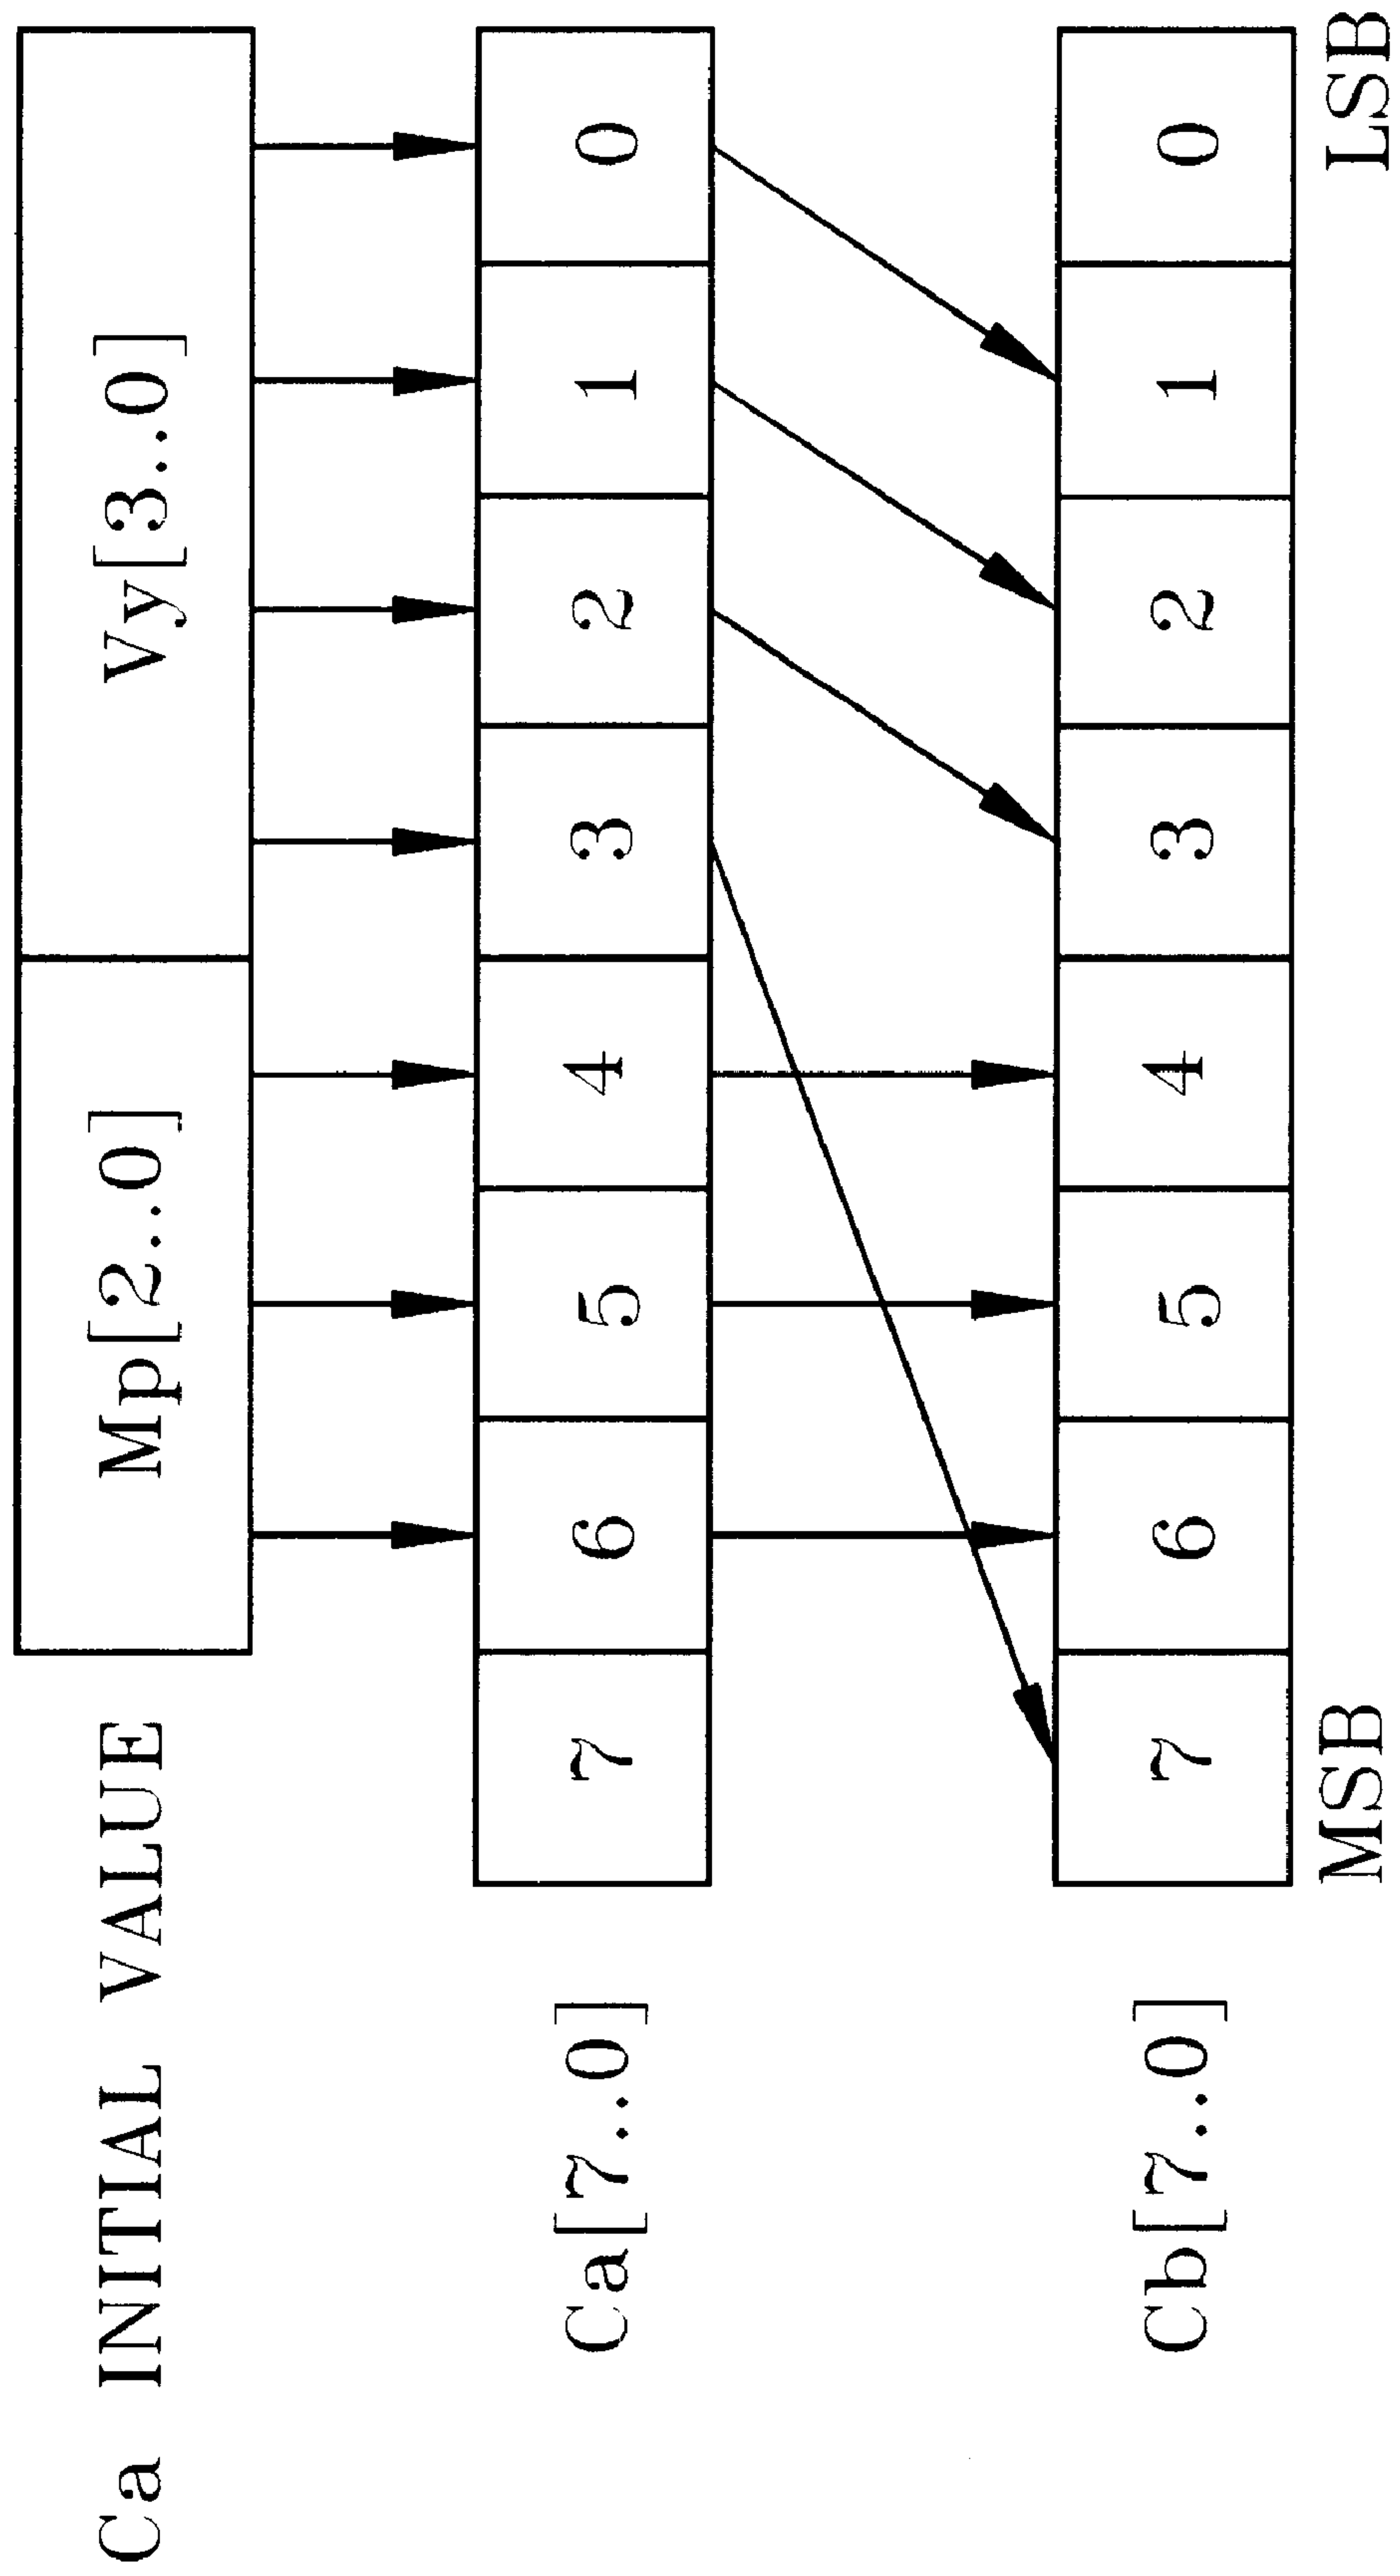 Ca INITIAL VALUE Mp[2..0] Vy[3..0]
Ca[7..0] 7 6 5 4 3 2 1 0
Cb[7..0] 7 6 5 4 3 2 1 0
MSB LSB